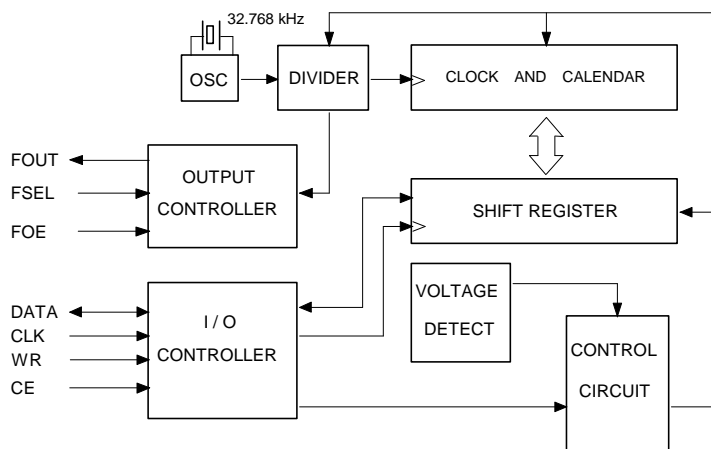 32.768 kHz
OSC
DIVIDER
CLOCK AND CALENDAR
FOUT
FSEL
FOE
OUTPUT
CONTROLLER
SHIFT REGISTER
DATA
CLK
WR
CE
I / O
CONTROLLER
VOLTAGE
DETECT
CONTROL
CIRCUIT